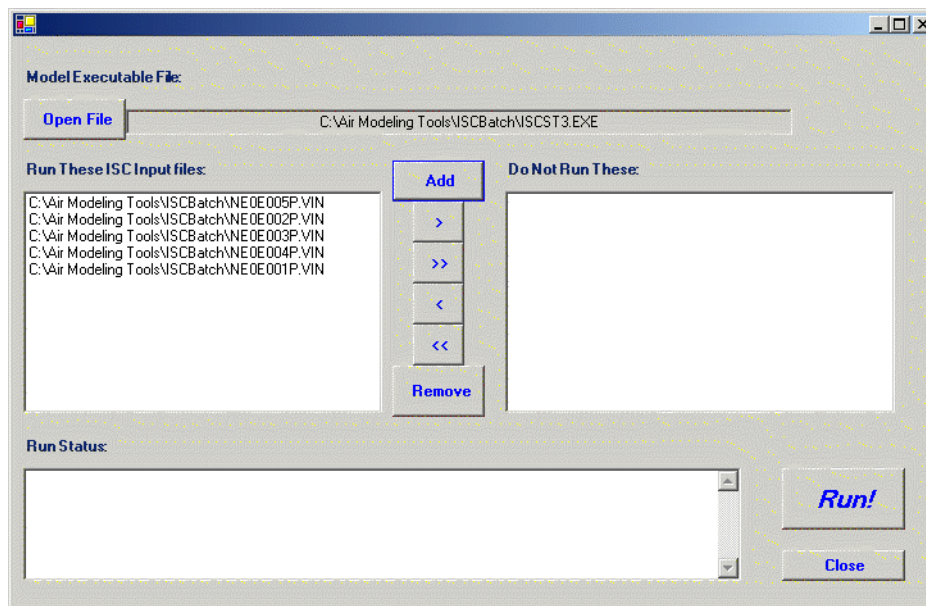 Model Executable File:
Open File
C:\Air Modeling Tools\ISCBatch\ISCST3.EXE
Run These ISC Input files:
Add
Do Not Run These:
C:\Air Modeling Tools\ISCBatch\NE0E005P.VIN
C:\Air Modeling Tools\ISCBatch\NE0E002P.VIN
C:\Air Modeling Tools\ISCBatch\NE0E003P.VIN
C:\Air Modeling Tools\ISCBatch\NE0E004P.VIN
C:\Air Modeling Tools\ISCBatch\NE0E001P.VIN
>
>>
<
<<
Remove
Run Status:
Run!
Close